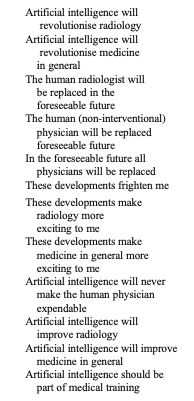 Artificial intelligence will
revolutionise radiology
Artificial intelligence will
revolutionise medicine
in general
The human radiologist will
be replaced in the
foreseeable future
The human (non-interventional)
physician will be replaced
foreseeable future
In the foreseeable future all
physicians will be replaced
These developments frighten me
These developments make
radiology more
exciting to me
These developments make
medicine in general more
exciting to me
Artificial intelligence will never
make the human physician
expendable
Artificial intelligence will
improve radiology
Artificial intelligence will improve
medicine in general
Artificial intelligence should be
part of medical training